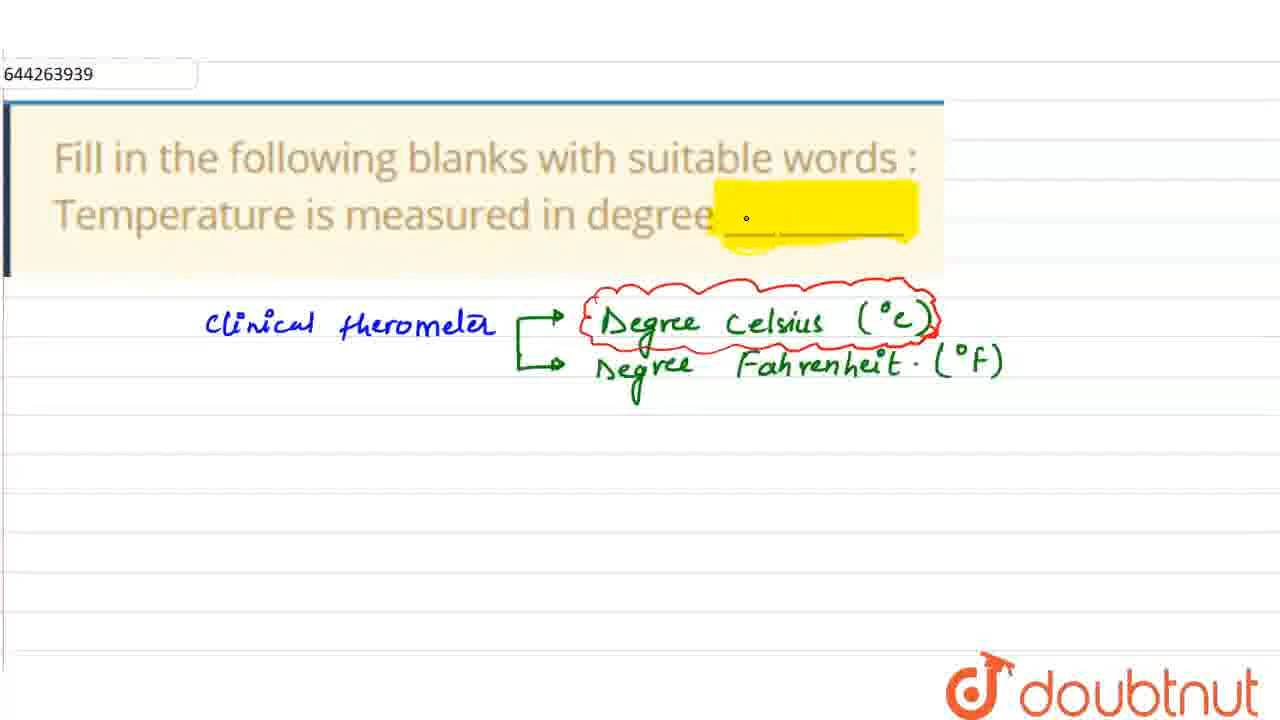 644263939
Fill in the following blanks with suitable words :
Temperature is measured in degree ___ ________
Clinical therometer
Degree Celsius (°c)
Degree Fahrenheit. (°F)
doubtnut